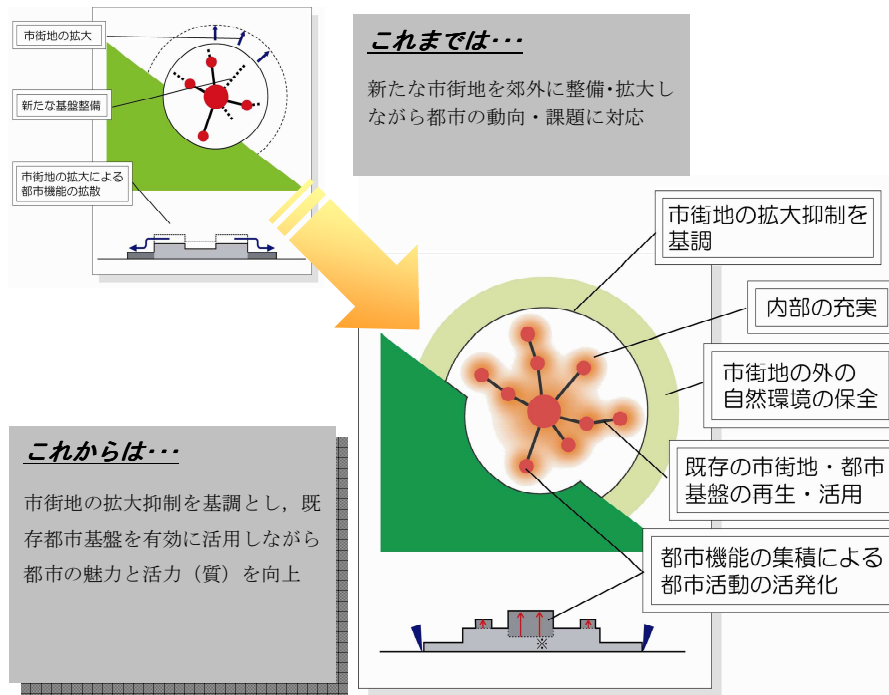 これまでは･･･
新たな市街地を郊外に整備･拡大し
ながら都市の動向・課題に対応
市街地の拡大
新たな基盤整備
市街地の拡大による
都市機能の拡散
市街地の拡大抑制を
基調
内部の充実
市街地の外の
自然環境の保全
既存の市街地・都市
基盤の再生・活用
都市機能の集積による
都市活動の活発化
※
これからは･･･
市街地の拡大抑制を基調とし，既
存都市基盤を有効に活用しながら
都市の魅力と活力（質）を向上